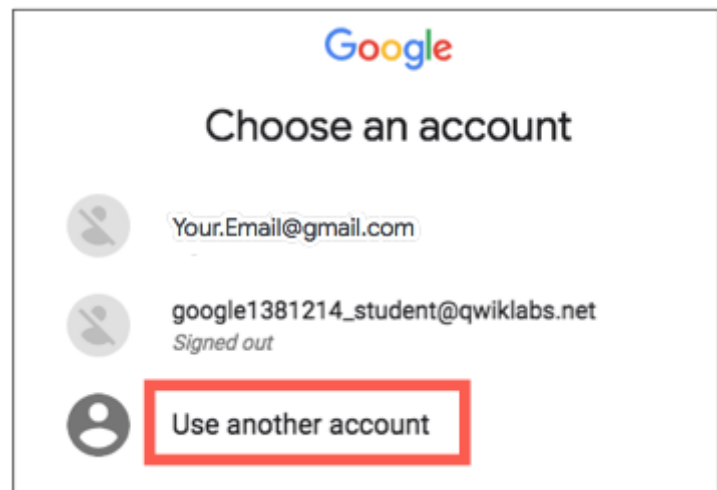 Google
Choose an account
Your.Email@gmail.com
google1381214_student@qwiklabs.net
Signed out
Use another account